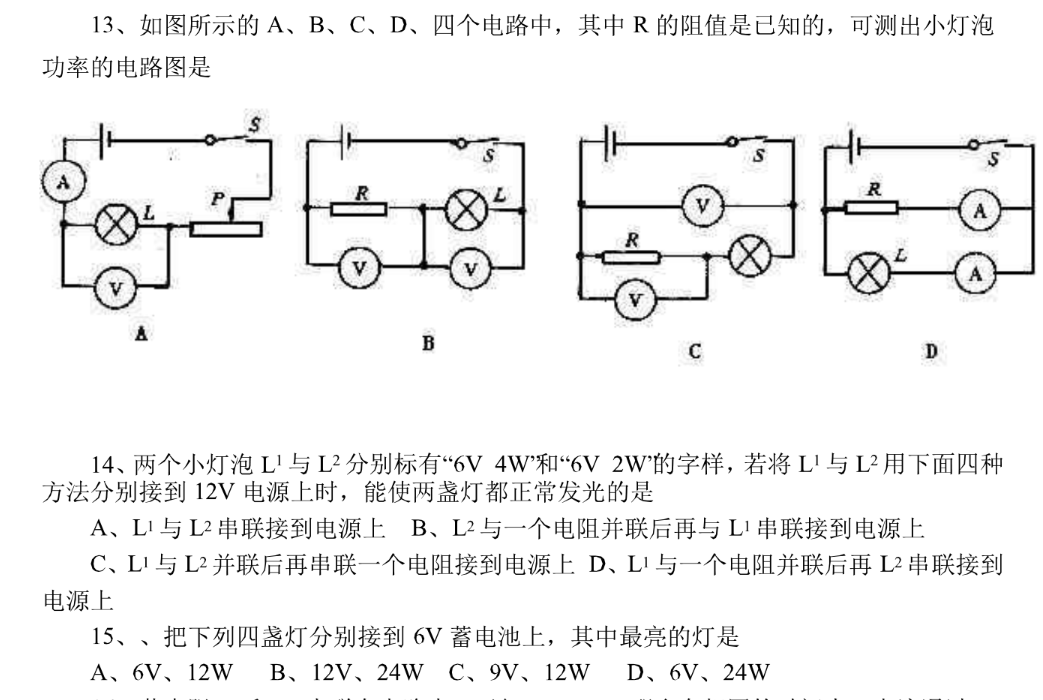 13、如图所示的 A、B、C、D、四个电路中，其中 R 的阻值是已知的，可测出小灯泡
功率的电路图是
S
A
L
P
V
A
S
R
L
V
V
B
S
V
R
V
C
S
R
A
L
A
D
14、两个小灯泡 L¹ 与 L² 分别标有“6V 4W”和“6V 2W”的字样，若将 L¹ 与 L² 用下面四种
方法分别接到 12V 电源上时，能使两盏灯都正常发光的是
A、L¹ 与 L² 串联接到电源上 B、L² 与一个电阻并联后再与 L¹ 串联接到电源上
C、L¹ 与 L² 并联后再串联一个电阻接到电源上 D、L¹ 与一个电阻并联后再 L² 串联接到
电源上
15、、把下列四盏灯分别接到 6V 蓄电池上，其中最亮的灯是
A、6V、12W B、12V、24W C、9V、12W D、6V、24W